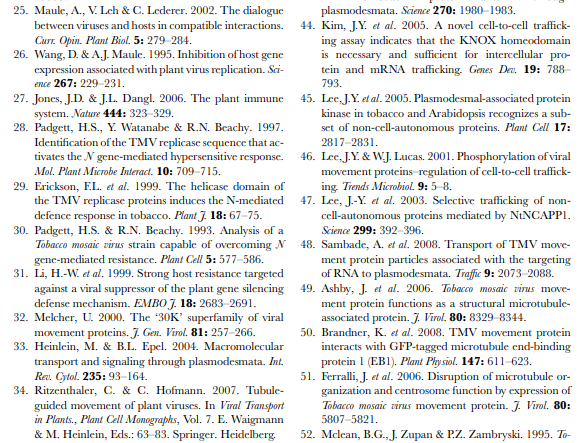 25. Maule, A., V. Leh & C. Lederer. 2002. The dialogue
between viruses and hosts in compatible interactions.
Curr. Opin. Plant Biol. 5: 279–284.
26. Wang, D. & A.J. Maule. 1995. Inhibition of host gene
expression associated with plant virus replication. Sci-
ence 267: 229–231.
27. Jones, J.D. & J.L. Dangl. 2006. The plant immune
system. Nature 444: 323–329.
28. Padgett, H.S., Y. Watanabe & R.N. Beachy. 1997.
Identification of the TMV replicase sequence that ac-
tivates the N gene-mediated hypersensitive response.
Mol. Plant Microbe Interact. 10: 709–715.
29. Erickson, F.L. et al. 1999. The helicase domain of
the TMV replicase proteins induces the N-mediated
defence response in tobacco. Plant J. 18: 67–75.
30. Padgett, H.S. & R.N. Beachy. 1993. Analysis of a
Tobacco mosaic virus strain capable of overcoming N
gene-mediated resistance. Plant Cell 5: 577–586.
31. Li, H.-W. et al. 1999. Strong host resistance targeted
against a viral suppressor of the plant gene silencing
defense mechanism. EMBO J. 18: 2683–2691.
32. Melcher, U. 2000. The ‘30K’ superfamily of viral
movement proteins. J. Gen. Virol. 81: 257–266.
33. Heinlein, M. & B.L. Epel. 2004. Macromolecular
transport and signaling through plasmodesmata. Int.
Rev. Cytol. 235: 93–164.
34. Ritzenthaler, C. & C. Hofmann. 2007. Tubule-
guided movement of plant viruses. In Viral Transport
in Plants., Plant Cell Monographs, Vol. 7. E. Waigmann
& M. Heinlein, Eds.: 63–83. Springer. Heidelberg.
plasmodesmata. Science 270: 1980–1983.
44. Kim, J.Y. et al. 2005. A novel cell-to-cell traffick-
ing assay indicates that the KNOX homeodomain
is necessary and sufficient for intercellular pro-
tein and mRNA trafficking. Genes Dev. 19: 788–
793.
45. Lee, J.Y. et al. 2005. Plasmodesmal-associated protein
kinase in tobacco and Arabidopsis recognizes a sub-
set of non-cell-autonomous proteins. Plant Cell 17:
2817–2831.
46. Lee, J.Y. & W.J. Lucas. 2001. Phosphorylation of viral
movement proteins–regulation of cell-to-cell traffick-
ing. Trends Microbiol. 9: 5–8.
47. Lee, J.-Y. et al. 2003. Selective trafficking of non-
cell-autonomous proteins mediated by NtNCAPP1.
Science 299: 392–396.
48. Sambade, A. et al. 2008. Transport of TMV move-
ment protein particles associated with the targeting
of RNA to plasmodesmata. Traffic 9: 2073–2088.
49. Ashby, J. et al. 2006. Tobacco mosaic virus move-
ment protein functions as a structural microtubule-
associated protein. J. Virol. 80: 8329–8344.
50. Brandner, K. et al. 2008. TMV movement protein
interacts with GFP-tagged microtubule end-binding
protein 1 (EB1). Plant Physiol. 147: 611–623.
51. Ferralli, J. et al. 2006. Disruption of microtubule or-
ganization and centrosome function by expression of
Tobacco mosaic virus movement protein. J. Virol. 80:
5807–5821.
52. Mclean, B.G., J. Zupan & P.Z. Zambryski. 1995. To-